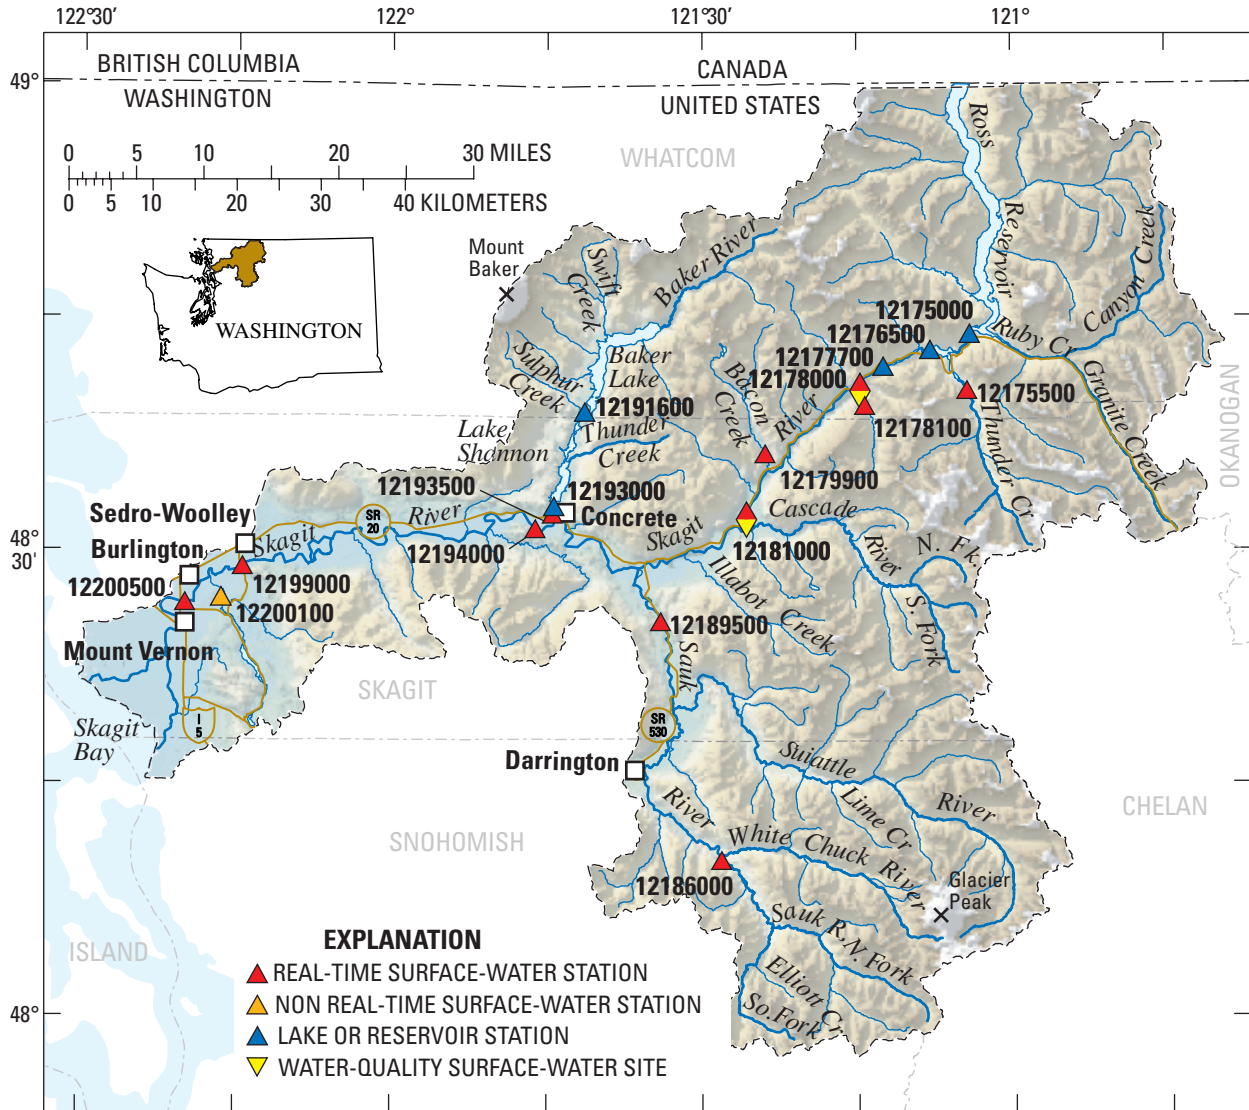 122°30'
122°
121°30'
121°
49°
BRITISH COLUMBIA
CANADA
WASHINGTON
UNITED STATES
0 5 10 20 30 MILES
0 5 10 20 30 40 KILOMETERS
WHATCOM
Ross
Reservoir
Mount
Baker
Swift
Creek
Baker River
WASHINGTON
Canyon Creek
12175000
12176500
Ruby Cr
12177700
12178000
Baker
Lake
Sulphur
Creek
Bacon
Creek
River
12175500
Granite Creek
12191600
12178100
Thunder Cr
Lake
Shannon
Thunder
Creek
OKANOGAN
12179900
12193500
12193000
Cascade
River
Sedro-Woolley
SR
20
River
Concrete
Skagit
Skagit
12194000
12181000
N. Fk.
48°
30'
Burlington
12199000
12200500
12200100
Illabot
Creek
S. Fork
12189500
Mount Vernon
Sauk
SKAGIT
Skagit
Bay
I
5
SR
530
Darrington
Suiattle
River
Lime Cr
CHELAN
River
SNOHOMISH
White Chuck River
12186000
Glacier
Peak
Sauk R. N. Fork
ISLAND
Elliott Cr
So. Fork
48°
EXPLANATION
REAL-TIME SURFACE-WATER STATION
NON REAL-TIME SURFACE-WATER STATION
LAKE OR RESERVOIR STATION
WATER-QUALITY SURFACE-WATER SITE